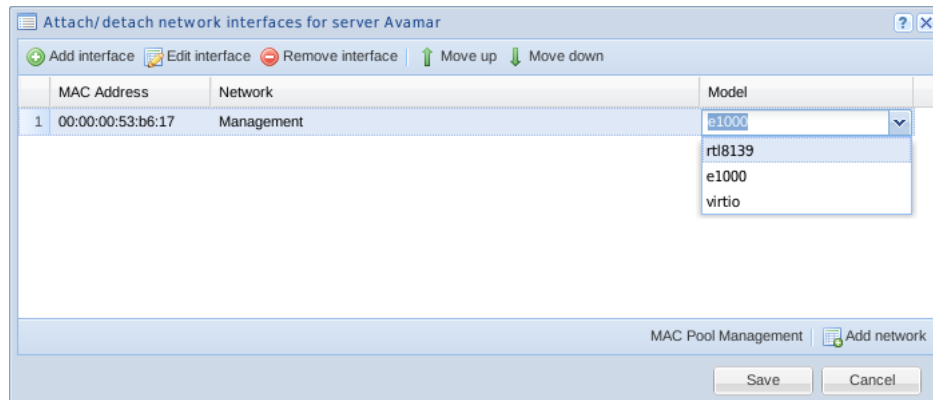 Attach/detach network interfaces for server Avamar ?
Add interface Edit interface Remove interface Move up Move down
MAC Address Network Model
1 00:00:00:53:b6:17 Management e1000
rtl8139
e1000
virtio
MAC Pool Management Add network
Save Cancel